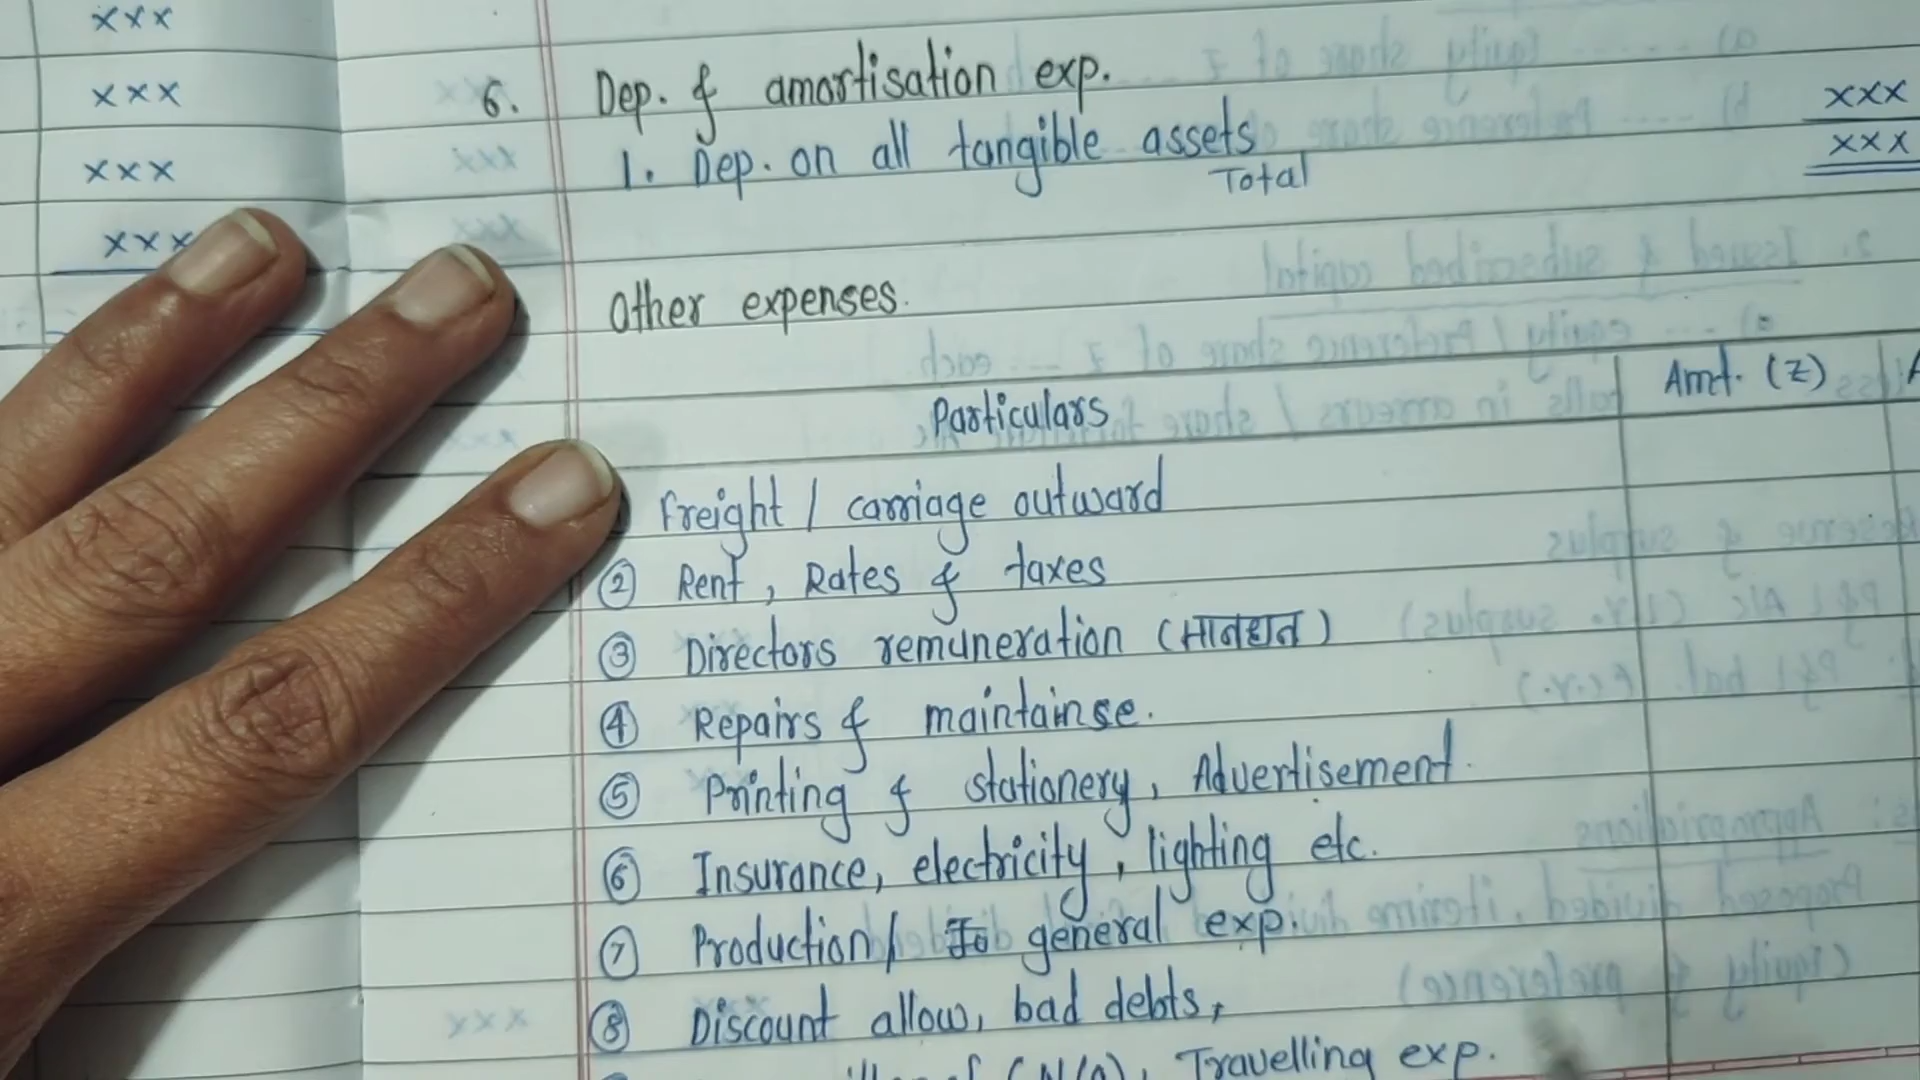 xxx
xxx
xxx
xxx
6. Dep. & amortisation exp.
1. Dep. on all tangible assets xxx
Total xxx
Other expenses.
Particulars Amt. (₹)
Freight / carriage outward
② Rent, Rates & taxes
③ Directors remuneration (मानधन)
④ Repairs & maintainse.
⑤ Printing & stationery, Advertisement.
⑥ Insurance, electricity, lighting etc.
⑦ Production / general exp.
⑧ Discount allow, bad debts,
Travelling exp.